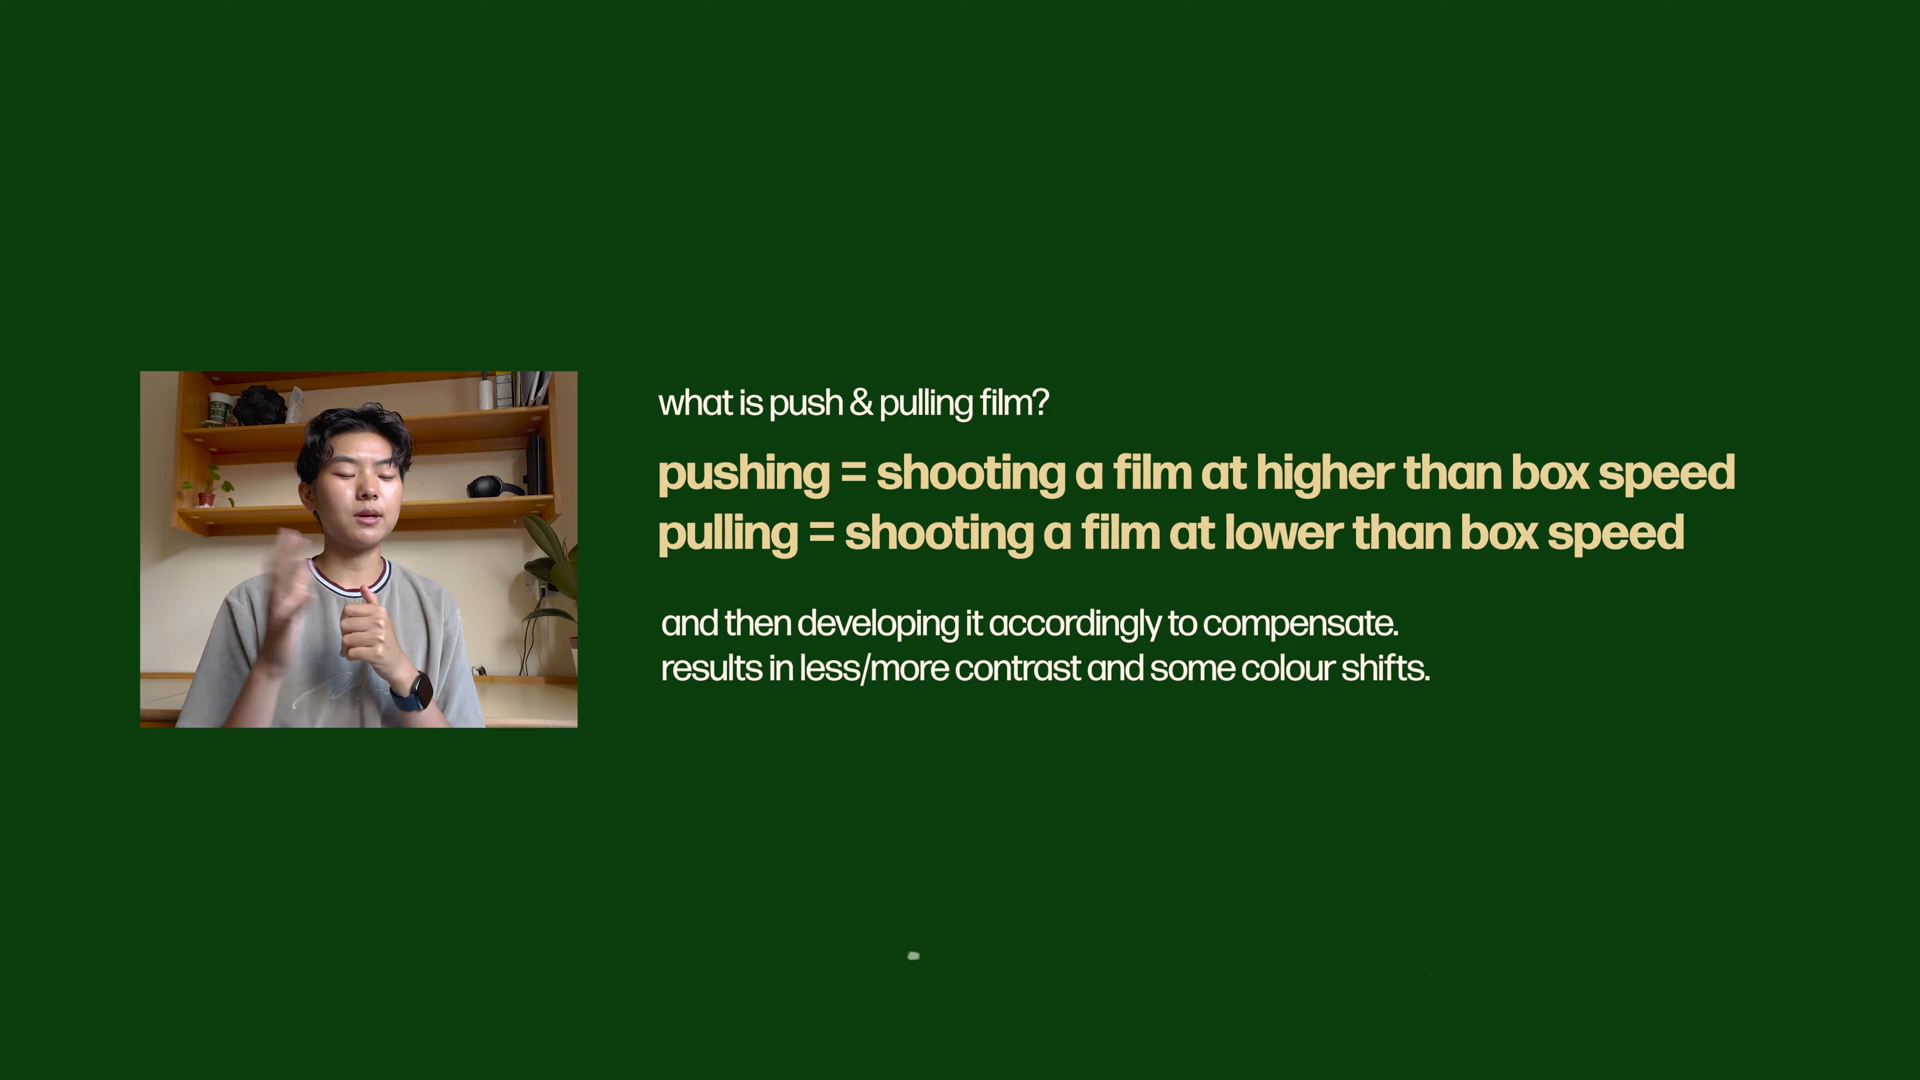 what is push & pulling film?
pushing = shooting a film at higher than box speed
pulling = shooting a film at lower than box speed
and then developing it accordingly to compensate.
results in less/more contrast and some colour shifts.